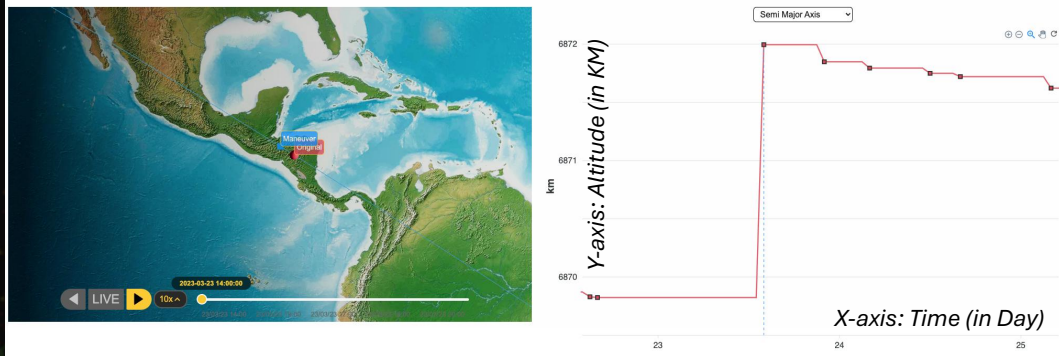 Maneuver
Original
2023-03-23 14:00:00
LIVE
10x
Semi Major Axis
6872
6871
6870
km
Y-axis: Altitude (in KM)
X-axis: Time (in Day)
23
24
25